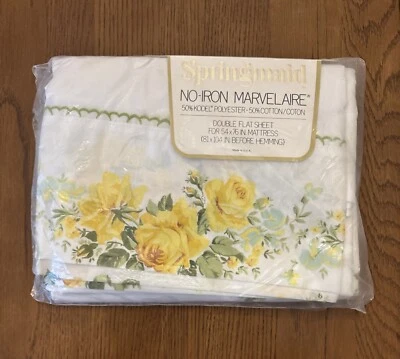 Springmaid
NO-IRON MARVELAIRE®
50% KODEL® POLYESTER • 50% COTTON/COTON
DOUBLE FLAT SHEET
FOR 54 x 76 IN MATTRESS
(81 x 104 IN BEFORE HEMMING)